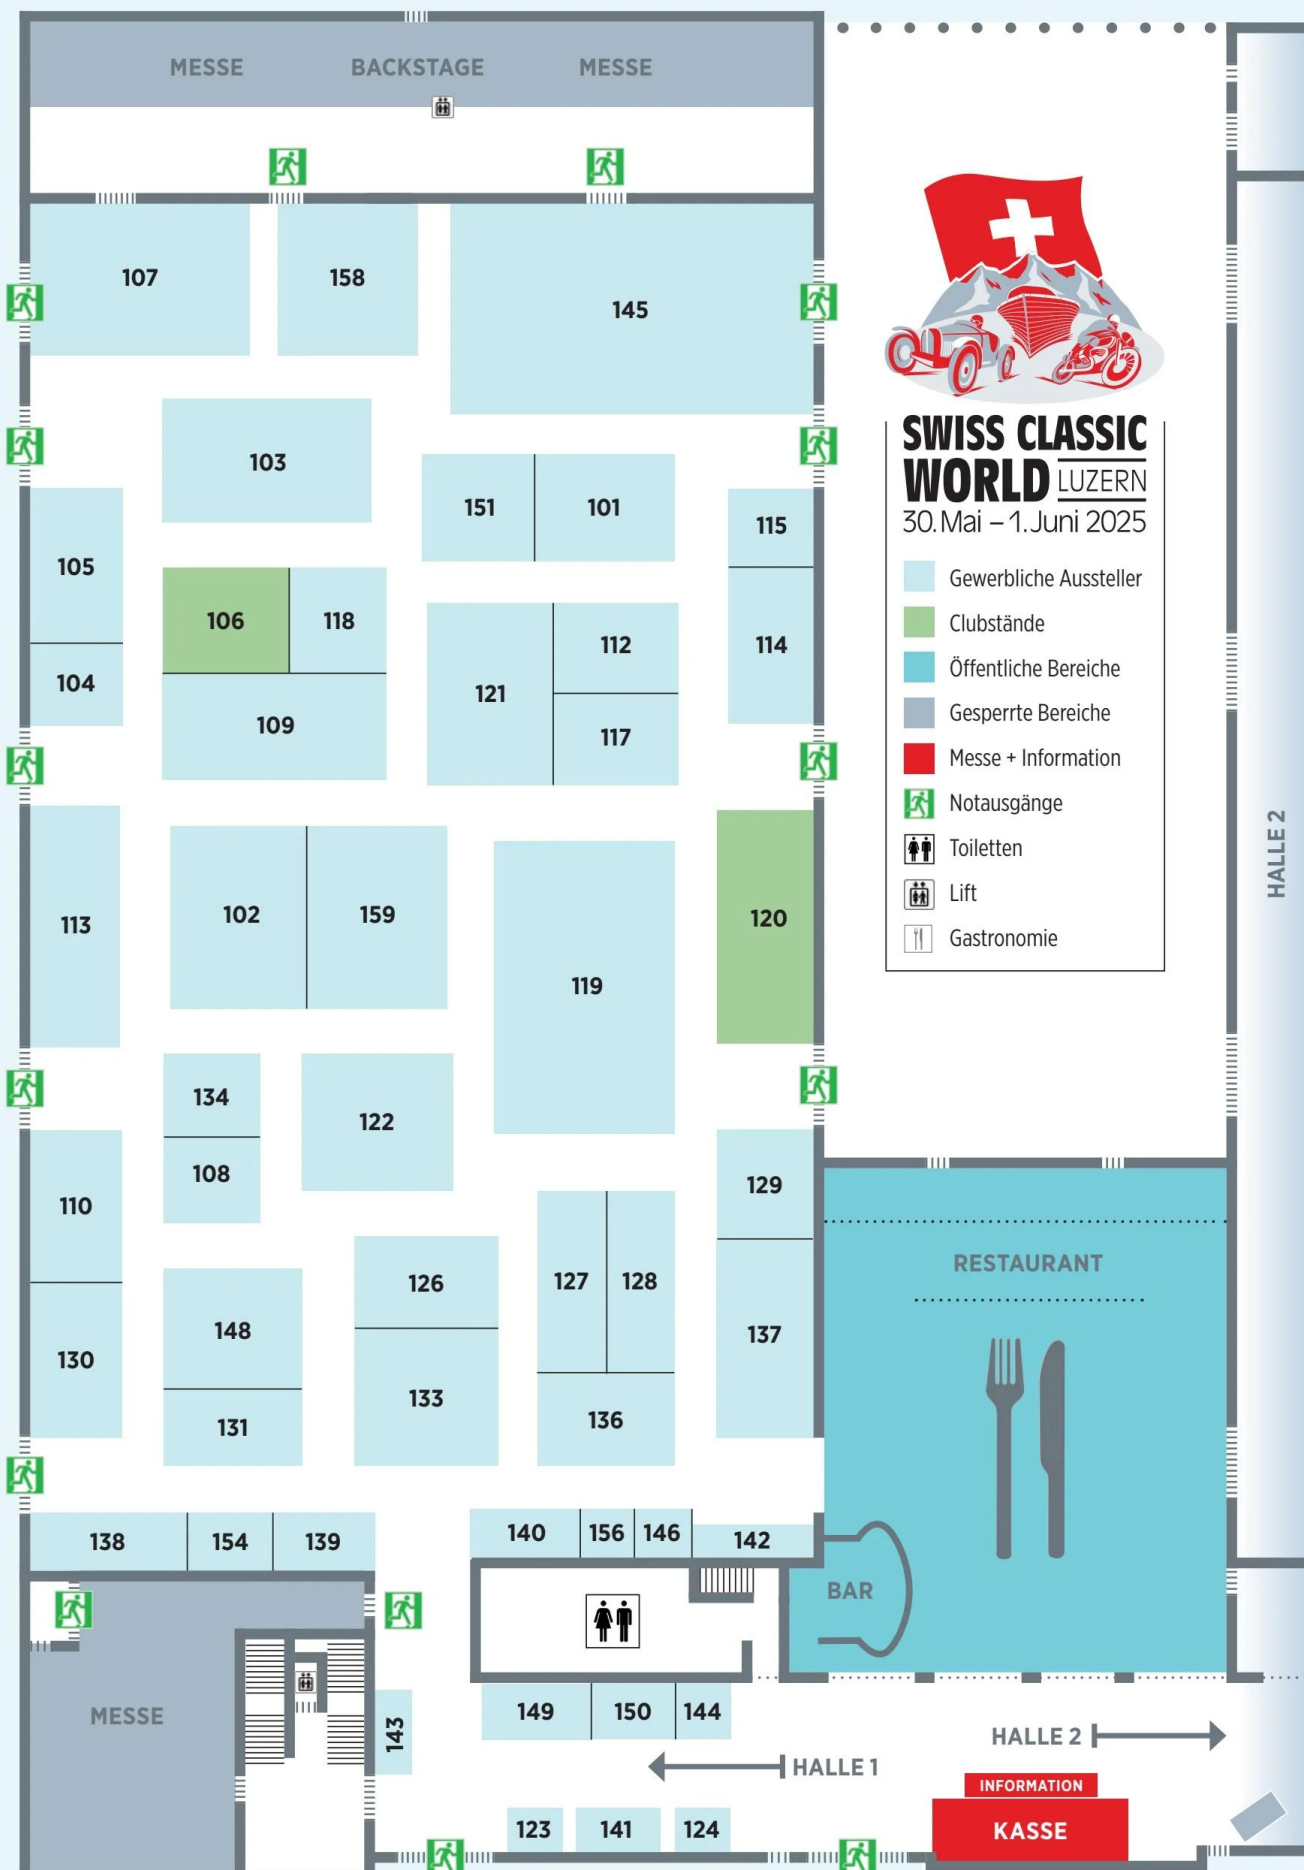 MESSE BACKSTAGE MESSE
107 158 145
103
151 101
115
105
106 118
112
114
104
121
109
117
113
102 159
120
119
134
122
108
129
110
126
127 128
148
137
130
133
136
131
138 154 139
140 156 146 142
MESSE
143
149 150 144
123 141 124
SWISS CLASSIC
WORLD LUZERN
30. Mai – 1. Juni 2025
Gewerbliche Aussteller
Clubstände
Öffentliche Bereiche
Gesperrte Bereiche
Messe + Information
Notausgänge
Toiletten
Lift
Gastronomie
HALLE 2
RESTAURANT
BAR
HALLE 2
HALLE 1
INFORMATION
KASSE